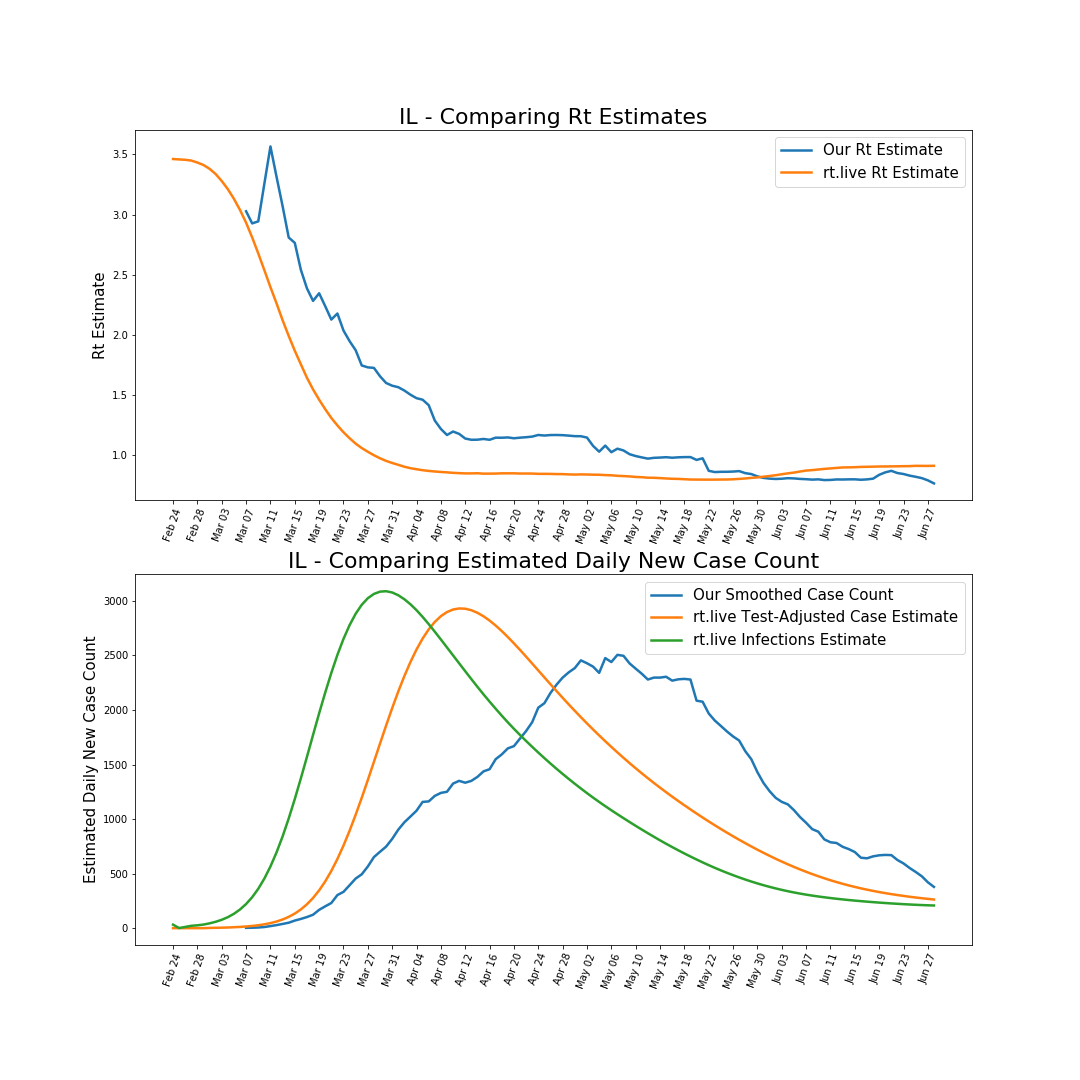 IL - Comparing Rt Estimates
Our Rt Estimate
rt.live Rt Estimate
Rt Estimate
3.5
3.0
2.5
2.0
1.5
1.0
Feb 24 Feb 28 Mar 03 Mar 07 Mar 11 Mar 15 Mar 19 Mar 23 Mar 27 Mar 31 Apr 04 Apr 08 Apr 12 Apr 16 Apr 20 Apr 24 Apr 28 May 02 May 06 May 10 May 14 May 18 May 22 May 26 May 30 Jun 03 Jun 07 Jun 11 Jun 15 Jun 19 Jun 23 Jun 27
IL - Comparing Estimated Daily New Case Count
Our Smoothed Case Count
rt.live Test-Adjusted Case Estimate
rt.live Infections Estimate
Estimated Daily New Case Count
3000
2500
2000
1500
1000
500
0
Feb 24 Feb 28 Mar 03 Mar 07 Mar 11 Mar 15 Mar 19 Mar 23 Mar 27 Mar 31 Apr 04 Apr 08 Apr 12 Apr 16 Apr 20 Apr 24 Apr 28 May 02 May 06 May 10 May 14 May 18 May 22 May 26 May 30 Jun 03 Jun 07 Jun 11 Jun 15 Jun 19 Jun 23 Jun 27